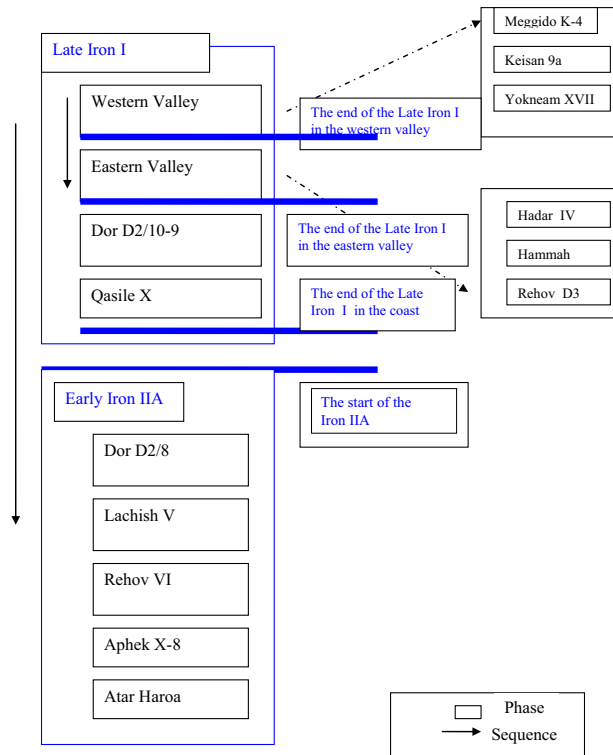 Late Iron I
Western Valley
Eastern Valley
Dor D2/10-9
Qasile X
The end of the Late Iron I
in the western valley
The end of the Late Iron I
in the eastern valley
The end of the Late
Iron I in the coast
Meggido K-4
Keisan 9a
Yokneam XVII
Hadar IV
Hammah
Rehov D3
Early Iron IIA
The start of the
Iron IIA
Dor D2/8
Lachish V
Rehov VI
Aphek X-8
Atar Haroa
Phase
Sequence